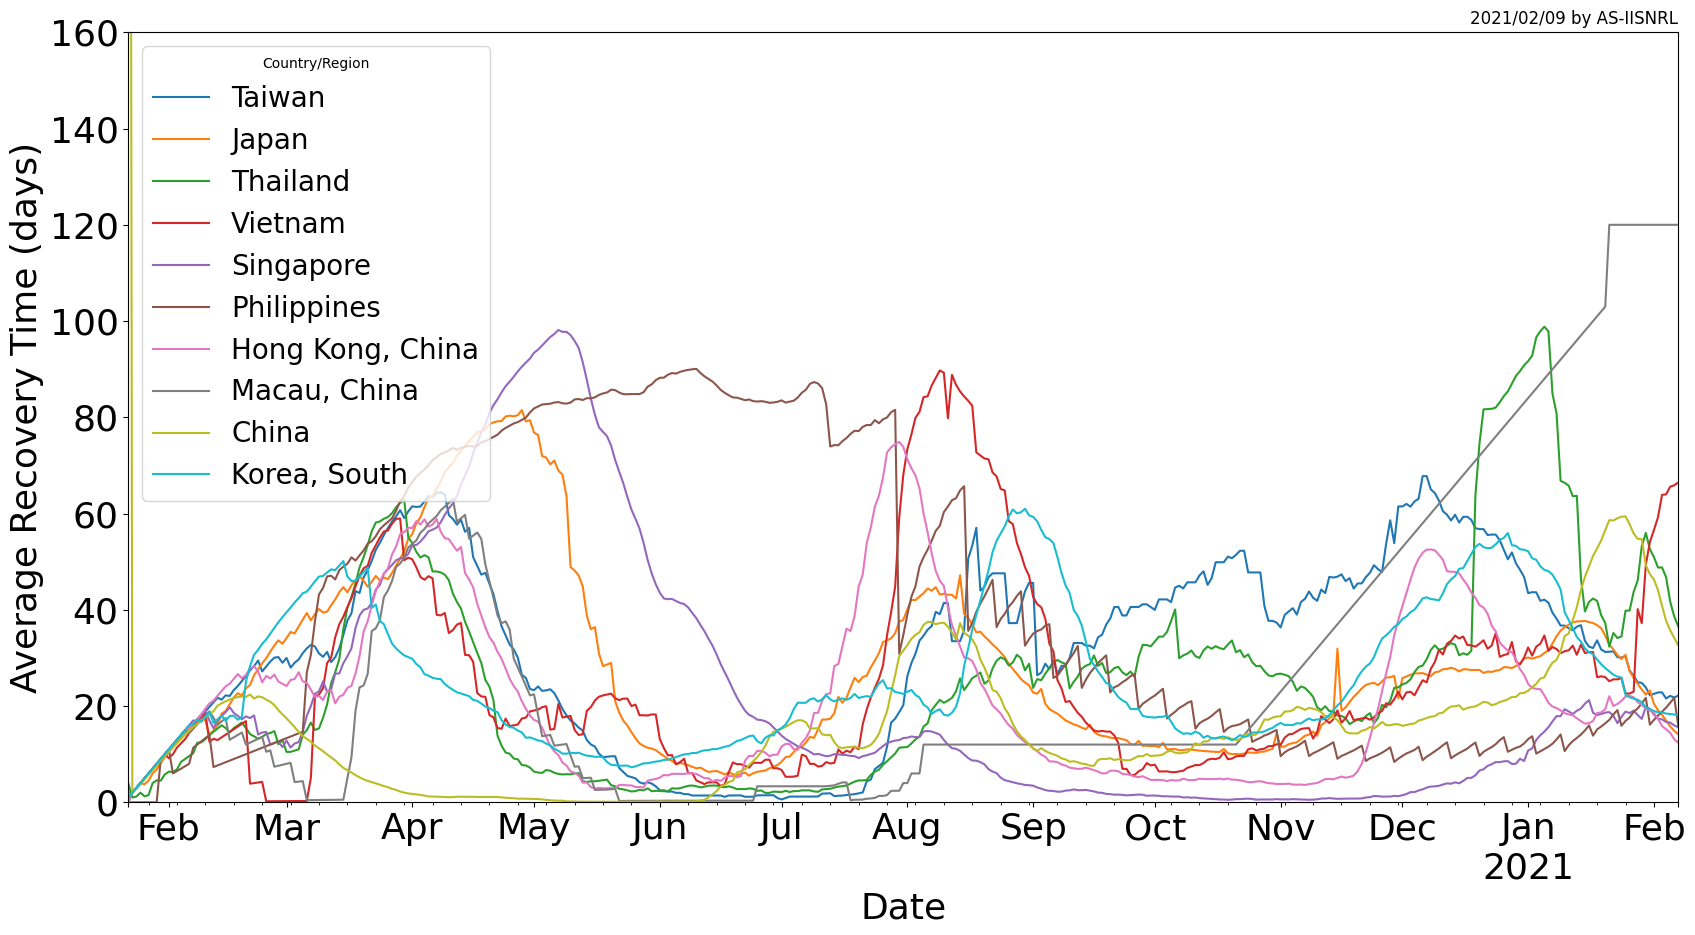 2021/02/09 by AS-IISNRL
Average Recovery Time (days)
160
140
120
100
80
60
40
20
0
Country/Region
Taiwan
Japan
Thailand
Vietnam
Singapore
Philippines
Hong Kong, China
Macau, China
China
Korea, South
Feb Mar Apr May Jun Jul Aug Sep Oct Nov Dec Jan Feb
2021
Date